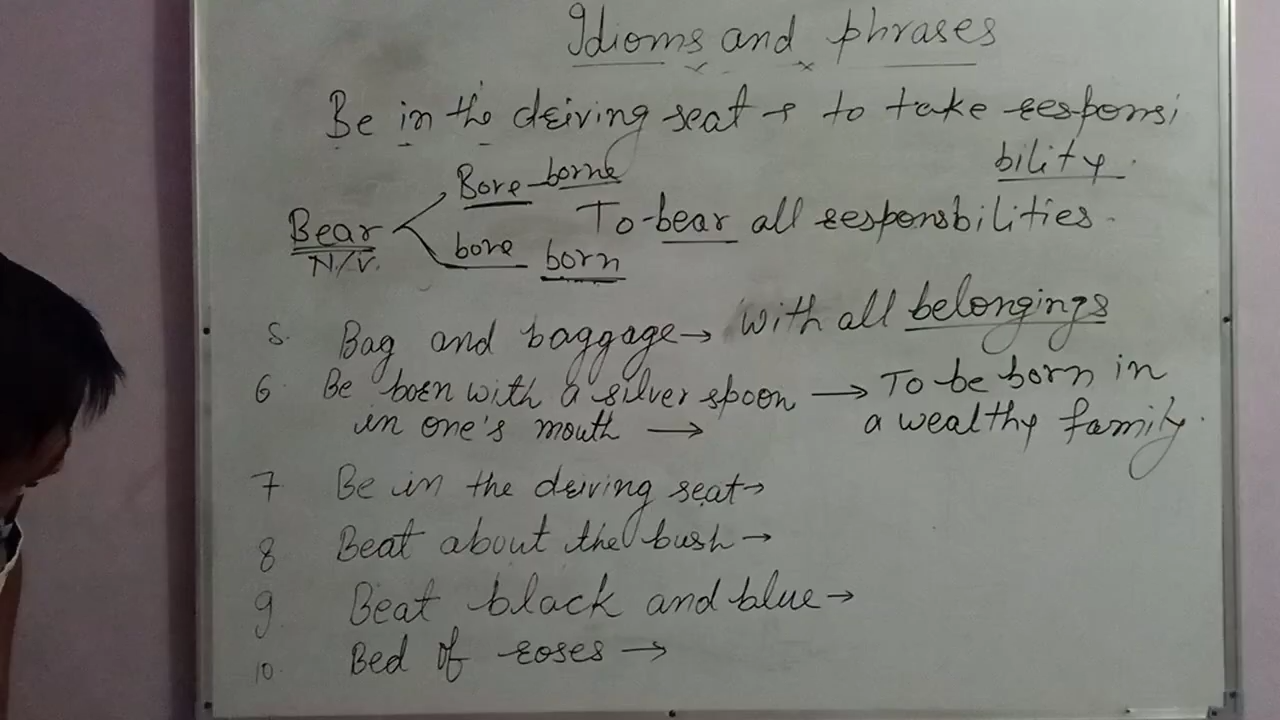 Idioms and phrases
Be in the driving seat → to take responsi
bility.
Bore borne
Bear To bear all responsbilities.
N/V. bore born
5. Bag and baggage → with all belongings
6 Be born with a silver spoon → To be born in
in one's mouth → a wealthy family.
7 Be in the driving seat →
8 Beat about the bush →
9 Beat black and blue →
10. Bed of roses →